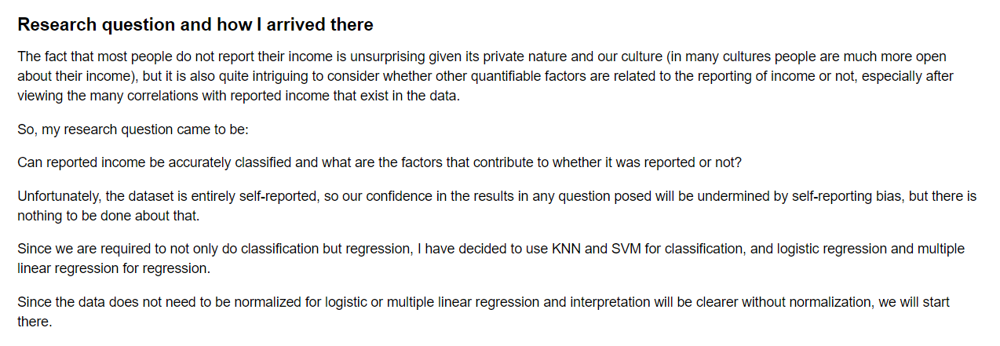 Research question and how I arrived there
The fact that most people do not report their income is unsurprising given its private nature and our culture (in many cultures people are much more open
about their income), but it is also quite intriguing to consider whether other quantifiable factors are related to the reporting of income or not, especially after
viewing the many correlations with reported income that exist in the data.
So, my research question came to be:
Can reported income be accurately classified and what are the factors that contribute to whether it was reported or not?
Unfortunately, the dataset is entirely self-reported, so our confidence in the results in any question posed will be undermined by self-reporting bias, but there is
nothing to be done about that.
Since we are required to not only do classification but regression, I have decided to use KNN and SVM for classification, and logistic regression and multiple
linear regression for regression.
Since the data does not need to be normalized for logistic or multiple linear regression and interpretation will be clearer without normalization, we will start
there.